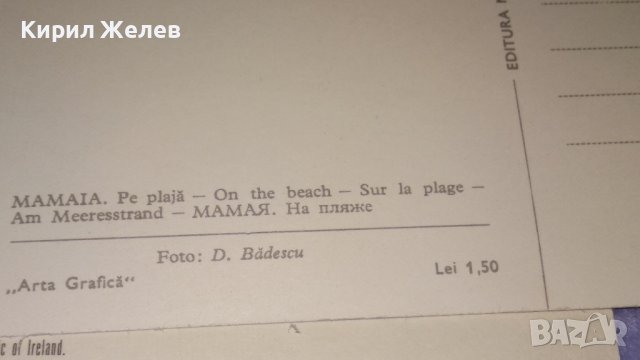 Кирил Желев
EDITURA
MAMAIA. Pe plajă — On the beach — Sur la plage —
Am Meeresstrand — МАМАЯ. На пляже
Foto: D. Bădescu
„Arta Grafică“
Lei 1,50
c of Ireland.
BAZAR